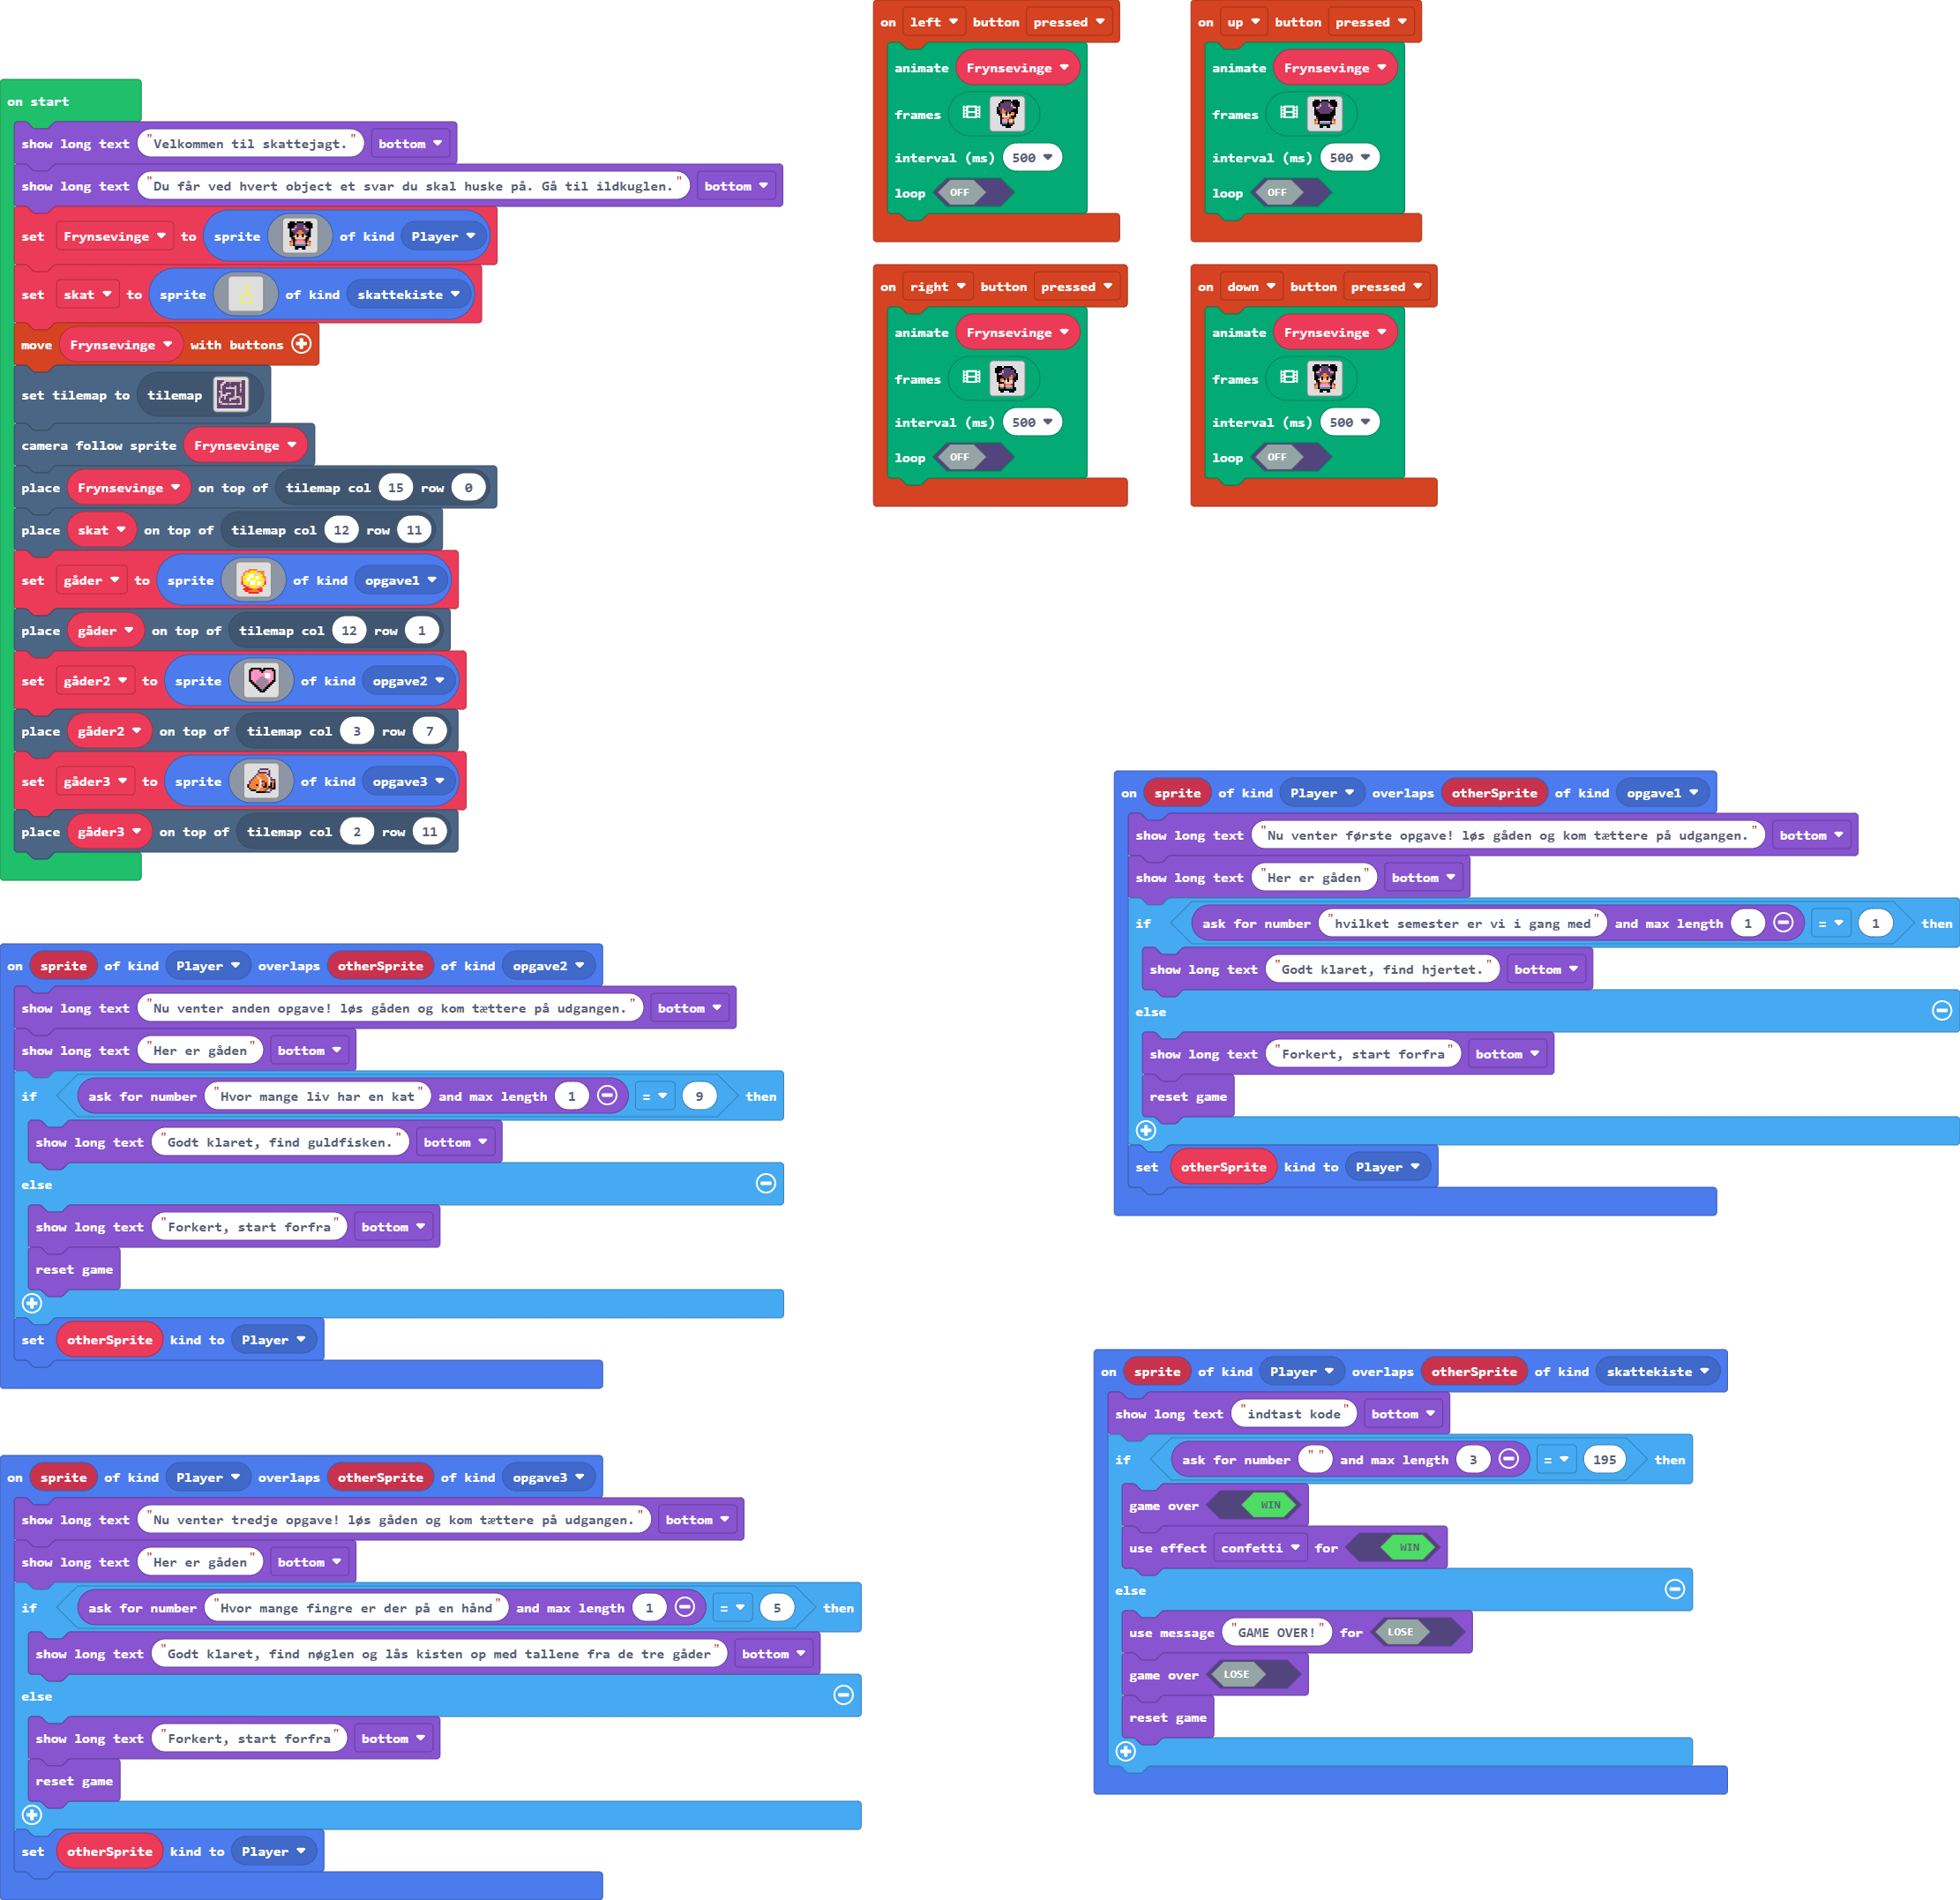 on start
show long text "Velkommen til skattejagt." bottom
show long text "Du får ved hvert object et svar du skal huske på. Gå til ildkuglen." bottom
set Frynsevinge to sprite of kind Player
set skat to sprite of kind skattekiste
move Frynsevinge with buttons
set tilemap to tilemap
camera follow sprite Frynsevinge
place Frynsevinge on top of tilemap col 15 row 0
place skat on top of tilemap col 12 row 11
set gåder to sprite of kind opgave1
place gåder on top of tilemap col 12 row 1
set gåder2 to sprite of kind opgave2
place gåder2 on top of tilemap col 3 row 7
set gåder3 to sprite of kind opgave3
place gåder3 on top of tilemap col 2 row 11
on left button pressed
animate Frynsevinge
frames
interval (ms) 500
loop OFF
on up button pressed
animate Frynsevinge
frames
interval (ms) 500
loop OFF
on right button pressed
animate Frynsevinge
frames
interval (ms) 500
loop OFF
on down button pressed
animate Frynsevinge
frames
interval (ms) 500
loop OFF
on sprite of kind Player overlaps otherSprite of kind opgave1
show long text "Nu venter første opgave! løs gåden og kom tættere på udgangen." bottom
show long text "Her er gåden" bottom
if ask for number "hvilket semester er vi i gang med" and max length 1 = 1 then
show long text "Godt klaret, find hjertet." bottom
else
show long text "Forkert, start forfra" bottom
reset game
set otherSprite kind to Player
on sprite of kind Player overlaps otherSprite of kind opgave2
show long text "Nu venter anden opgave! løs gåden og kom tættere på udgangen." bottom
show long text "Her er gåden" bottom
if ask for number "Hvor mange liv har en kat" and max length 1 = 9 then
show long text "Godt klaret, find guldfisken." bottom
else
show long text "Forkert, start forfra" bottom
reset game
set otherSprite kind to Player
on sprite of kind Player overlaps otherSprite of kind skattekiste
show long text "indtast kode" bottom
if ask for number "" and max length 3 = 195 then
game over WIN
use effect confetti for WIN
else
use message "GAME OVER!" for LOSE
game over LOSE
reset game
on sprite of kind Player overlaps otherSprite of kind opgave3
show long text "Nu venter tredje opgave! løs gåden og kom tættere på udgangen." bottom
show long text "Her er gåden" bottom
if ask for number "Hvor mange fingre er der på en hånd" and max length 1 = 5 then
show long text "Godt klaret, find nøglen og lås kisten op med tallene fra de tre gåder" bottom
else
show long text "Forkert, start forfra" bottom
reset game
set otherSprite kind to Player